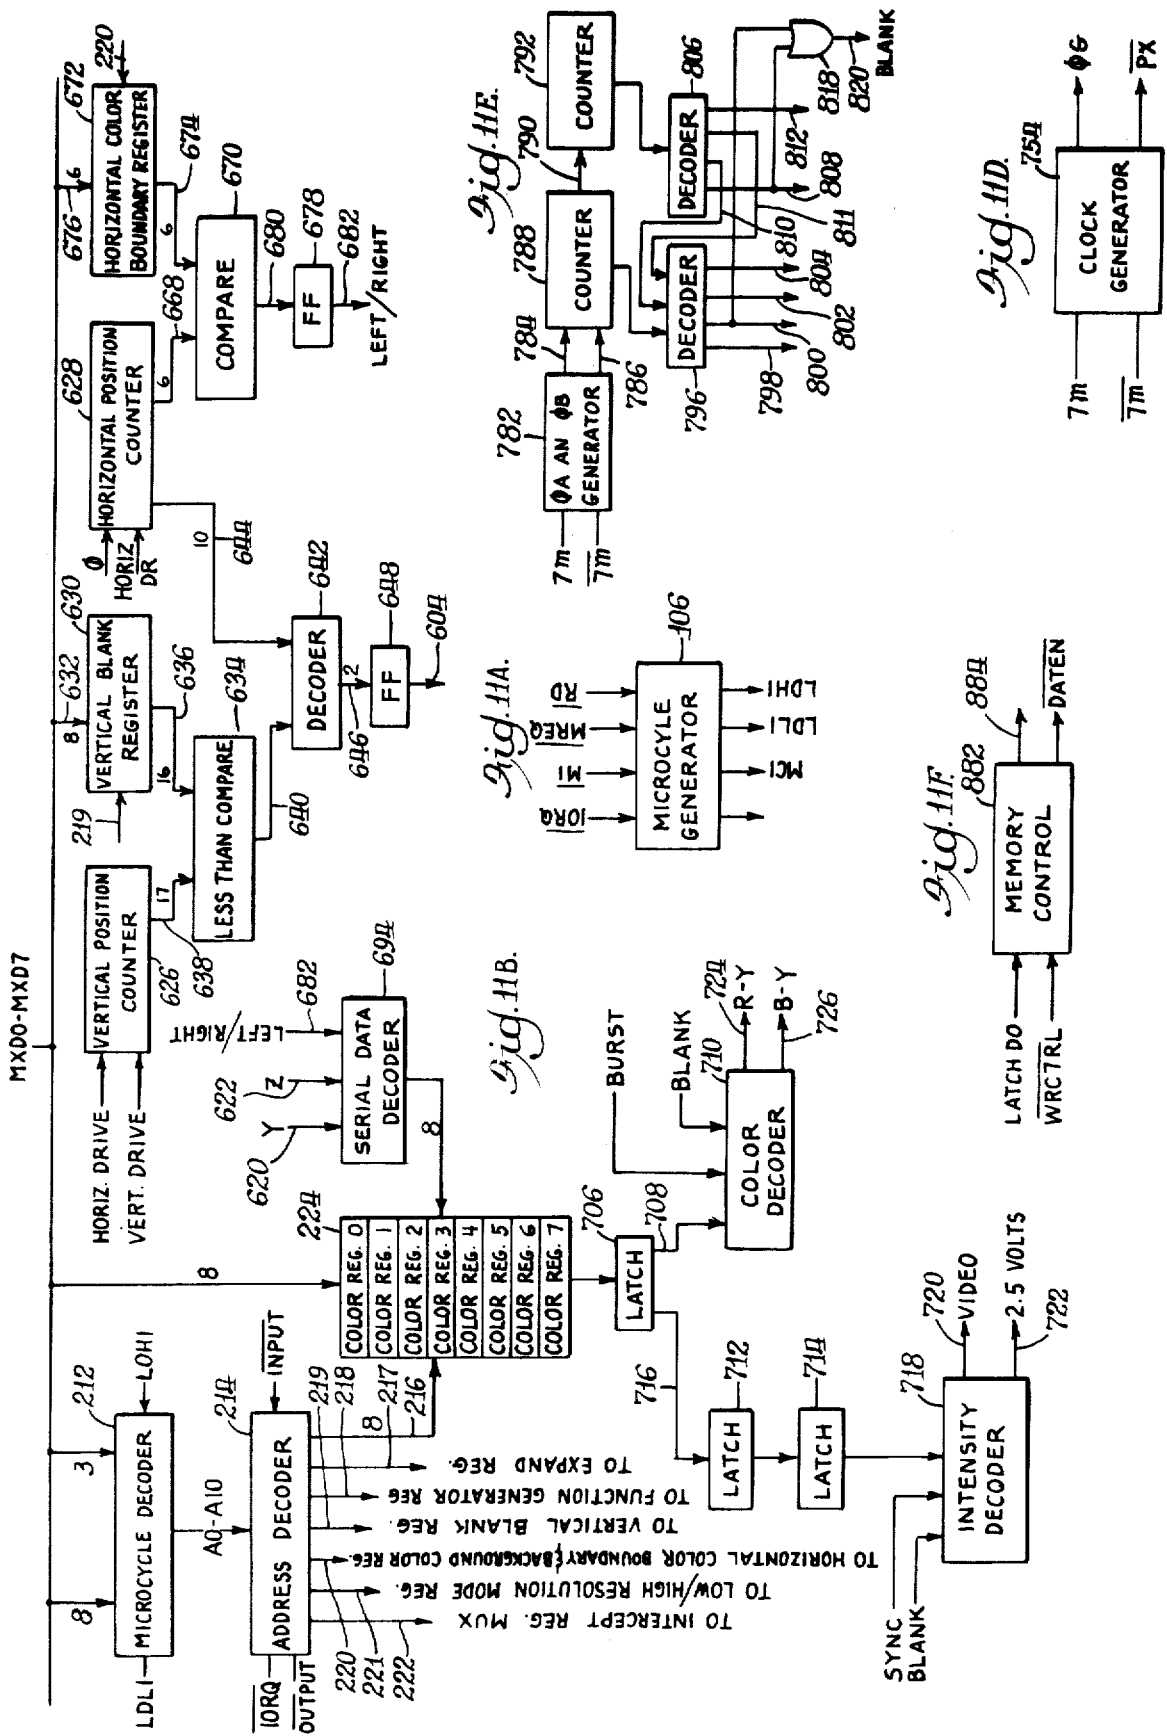 MXDO-MXD7
3
212
LOHI
8
MICROCYCLE DECODER
LDLI
AO-A10
214
INPUT
ADDRESS DECODER
IORQ
OUTPUT
219
218
217
216
8
220
221
222
TO EXPAND REG.
TO FUNCTION GENERATOR REG
TO VERTICAL BLANK REG.
TO HORIZONTAL COLOR BOUNDARY & BACKGROUND COLOR REG.
TO LOW/HIGH RESOLUTION MODE REG.
TO INTERCEPT REG. MUX
8
224
COLOR REG. 0
COLOR REG. 1
COLOR REG. 2
COLOR REG. 3
COLOR REG. 4
COLOR REG. 5
COLOR REG. 6
COLOR REG. 7
HORIZ. DRIVE
VERT. DRIVE
VERTICAL POSITION
COUNTER
626
17
638
Y
Z
620
622
LEFT/RIGHT
682
SERIAL DATA
DECODER
694
8
706
LATCH
708
716
BURST
BLANK
710
COLOR
DECODER
724
R-Y
B-Y
726
712
LATCH
714
LATCH
SYNC
BLANK
718
INTENSITY
DECODER
720
VIDEO
2.5 VOLTS
722
Fig.11B.
219
8
632
630
VERTICAL BLANK
REGISTER
636
16
634
LESS THAN COMPARE
640
Φ
HORIZ
DR
628
HORIZONTAL POSITION
COUNTER
10
644
642
DECODER
646
2
648
FF
604
6
668
676
6
672
220
HORIZONTAL COLOR
BOUNDARY REGISTER
674
6
670
COMPARE
680
678
FF
682
LEFT/RIGHT
Fig.11A.
IORQ
MI
MREQ
RD
106
MICROCYLE
GENERATOR
MCI
LDLI
LDHI
Fig.11E.
7m
7m
782
ΦA AN ΦB
GENERATOR
784
786
788
COUNTER
790
792
COUNTER
796
DECODER
798
800
802
804
806
DECODER
810
811
808
812
818
820
BLANK
Fig.11F.
LATCH DO
WRCTRL
882
MEMORY
CONTROL
884
DATEN
Fig.11D.
7m
7m
754
CLOCK
GENERATOR
ΦG
PX